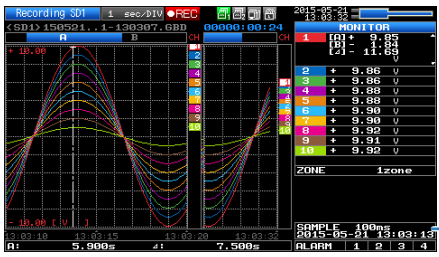 Recording SD1 1 sec/DIV ●REC 2015-05-21 13:03:32
<SD1>150521..1-130307.GBD 00000:00:24
A B CH CH
MONITOR
+ 10.00
1 [A]+ 9.85
[B]- 1.84
[⊿]+ 11.69
V
2 + 9.86 V
3 + 9.86 V
4 + 9.88 V
5 + 9.88 V
6 + 9.90 V
7 + 9.90 V
8 + 9.92 V
9 + 9.91 V
10 + 9.92 V
ZONE 1zone
- 10.00 [ V ]
13:03:10 13:03:15 13:03:20 13:03:32
SAMPLE 100ms
2015-05-21 13:03:13
A: 5.900s ⊿: 7.500s
ALARM 1 2 3 4